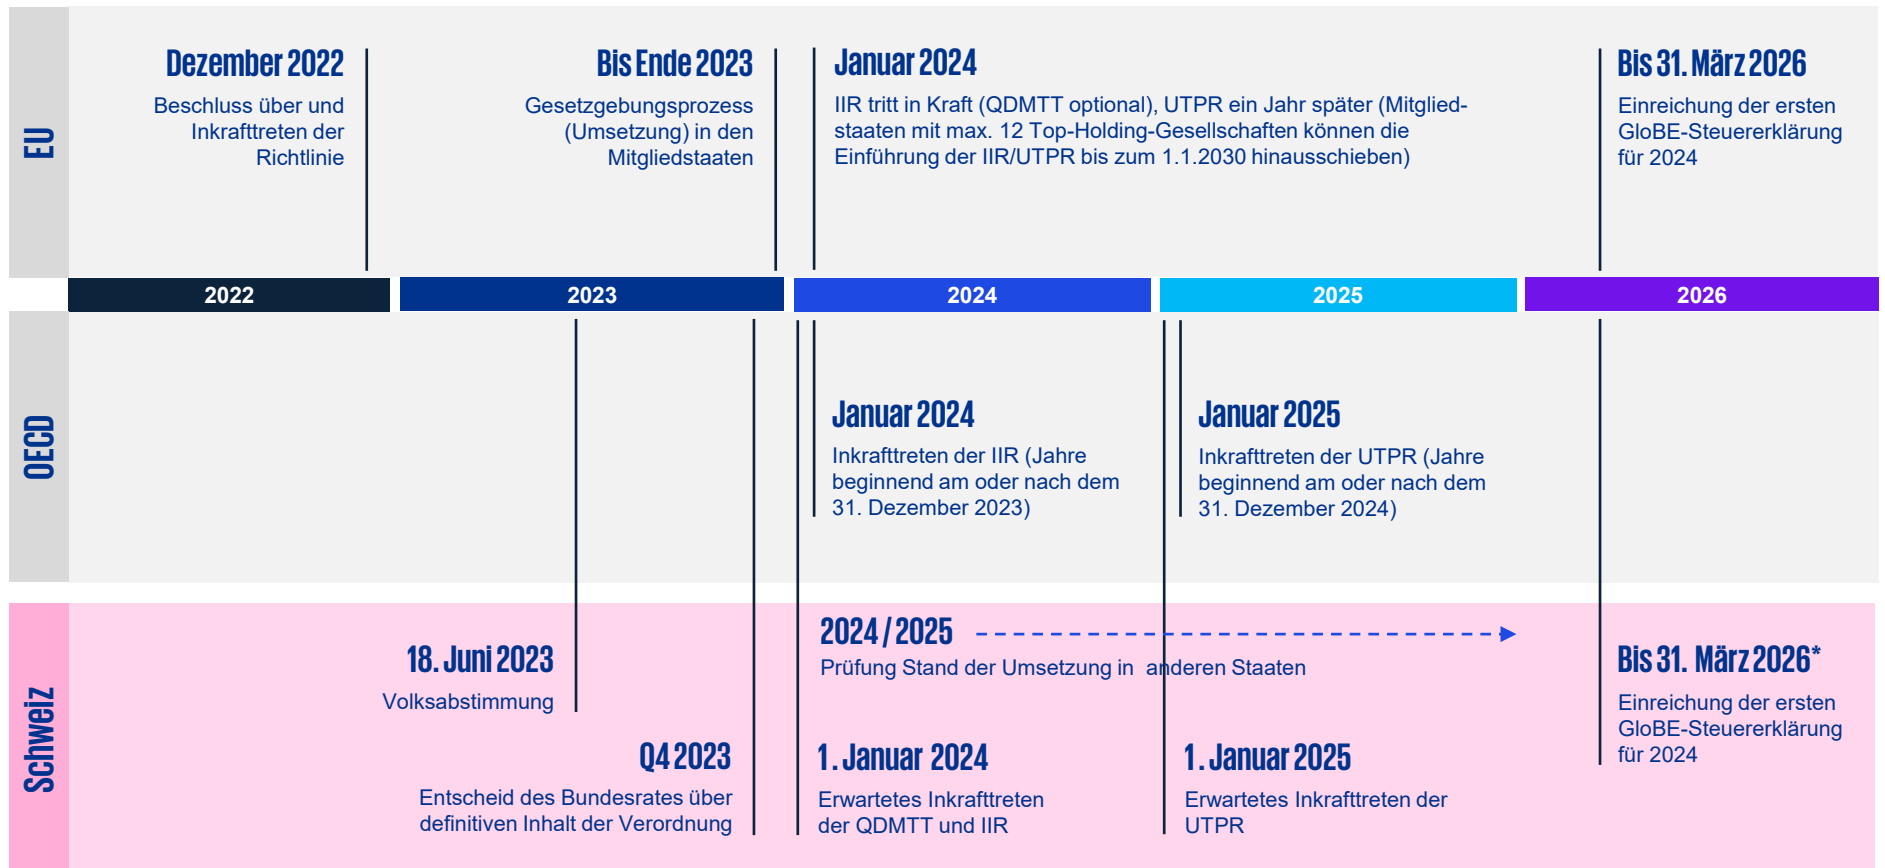 EU
Dezember 2022
Beschluss über und
Inkrafttreten der
Richtlinie
Bis Ende 2023
Gesetzgebungsprozess
(Umsetzung) in den
Mitgliedstaaten
Januar 2024
IIR tritt in Kraft (QDMTT optional), UTPR ein Jahr später (Mitglied-
staaten mit max. 12 Top-Holding-Gesellschaften können die
Einführung der IIR/UTPR bis zum 1.1.2030 hinausschieben)
Bis 31. März 2026
Einreichung der ersten
GloBE-Steuererklärung
für 2024
2022
2023
2024
2025
2026
OECD
Januar 2024
Inkrafttreten der IIR (Jahre
beginnend am oder nach dem
31. Dezember 2023)
Januar 2025
Inkrafttreten der UTPR (Jahre
beginnend am oder nach dem
31. Dezember 2024)
Schweiz
18. Juni 2023
Volksabstimmung
Q4 2023
Entscheid des Bundesrates über
definitiven Inhalt der Verordnung
2024 / 2025
Prüfung Stand der Umsetzung in anderen Staaten
1. Januar 2024
Erwartetes Inkrafttreten
der QDMTT und IIR
1. Januar 2025
Erwartetes Inkrafttreten der
UTPR
Bis 31. März 2026*
Einreichung der ersten
GloBE-Steuererklärung
für 2024